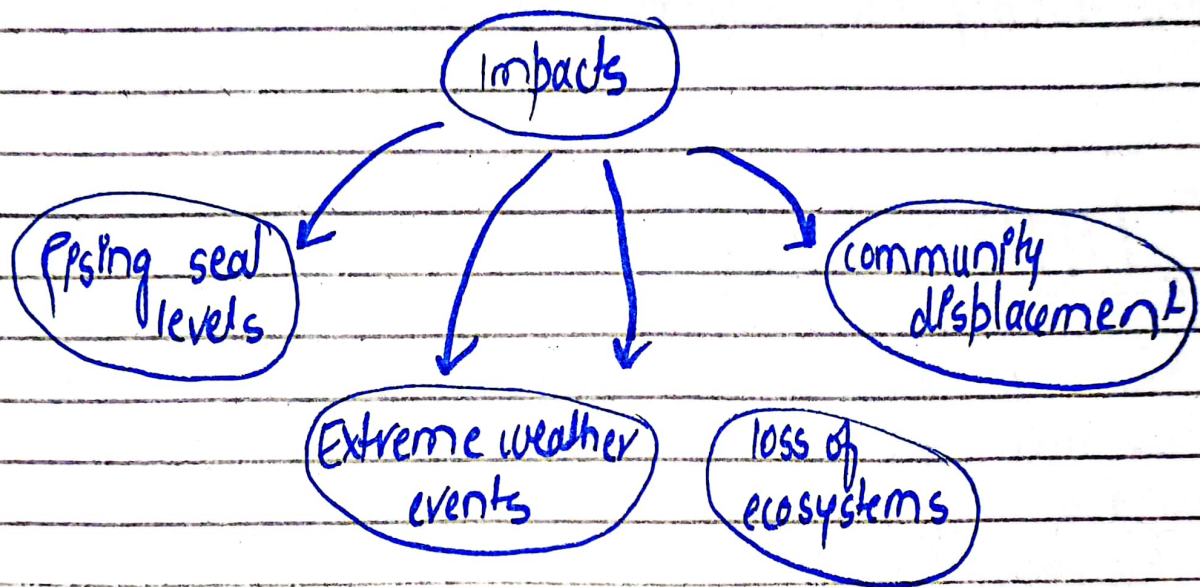 Impacts
Rising sea
levels
community
displacement
Extreme weather
events
loss of
ecosystems